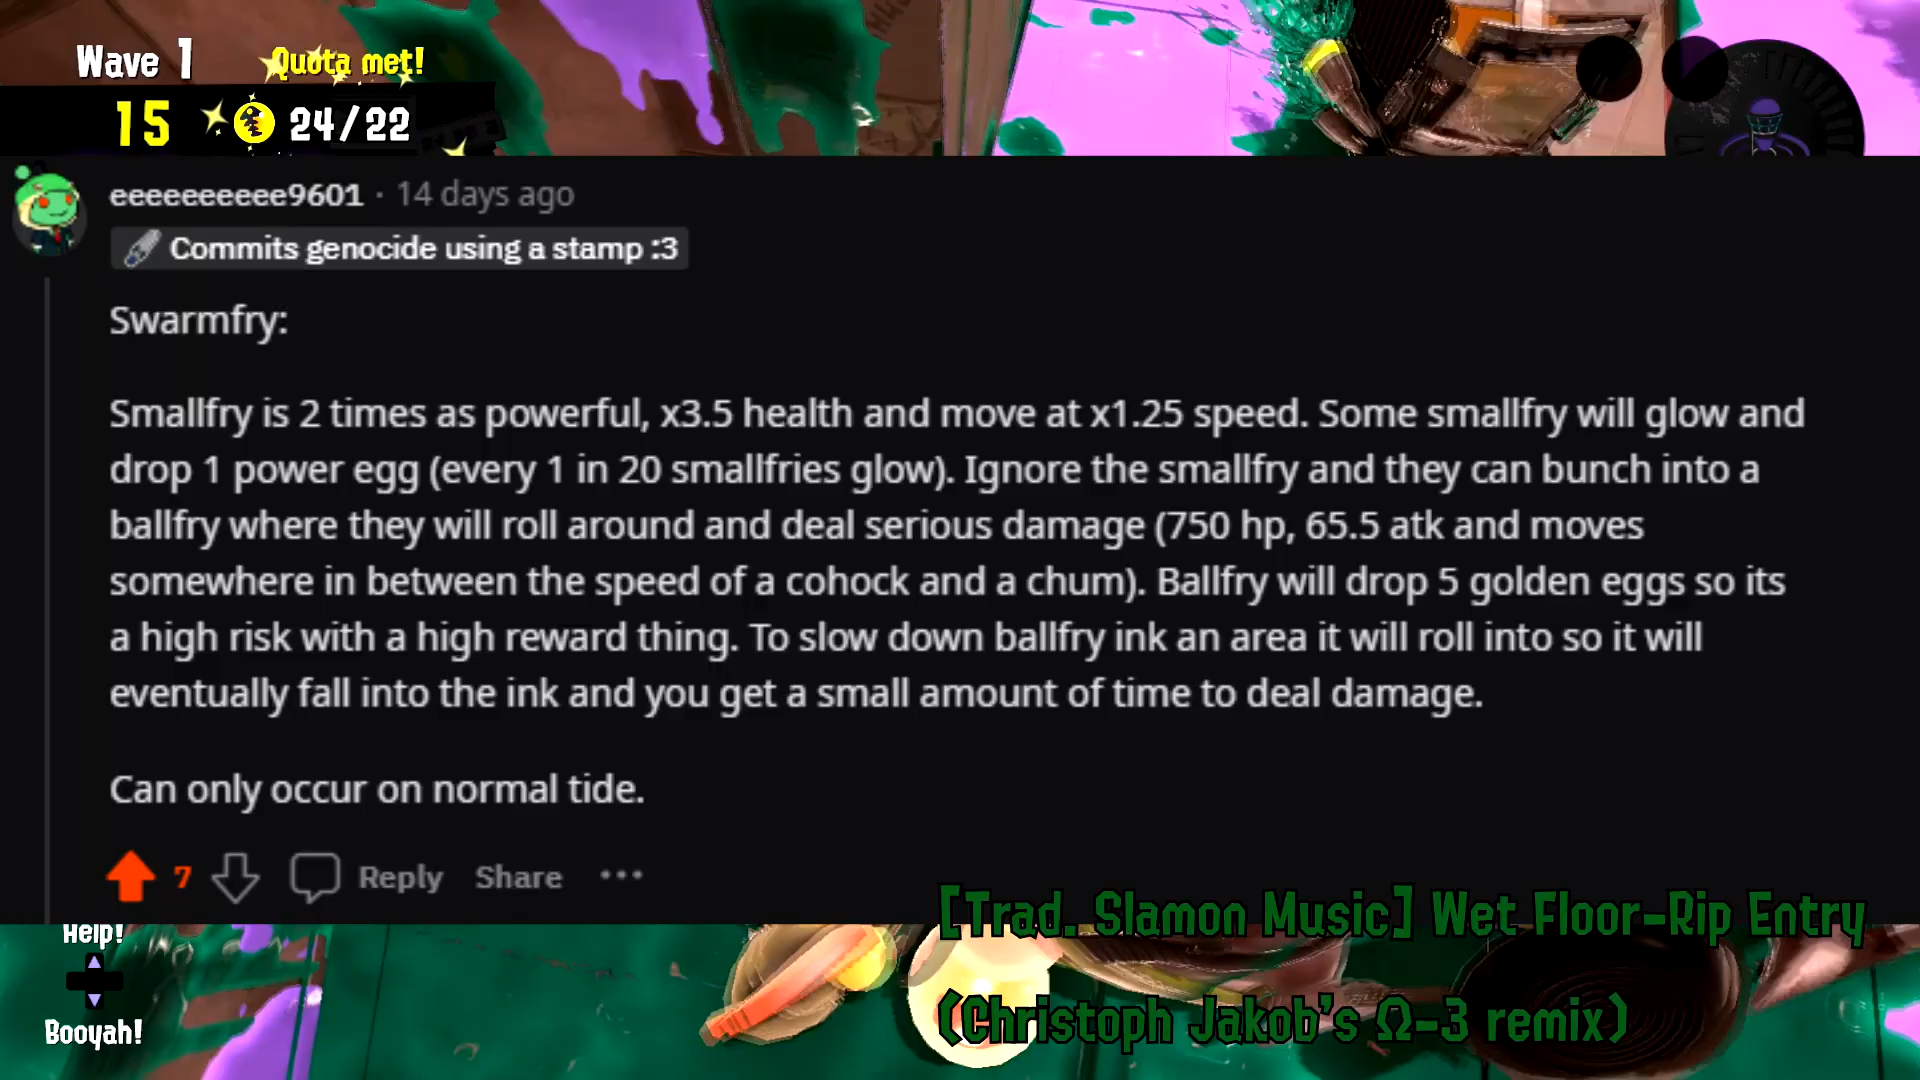 Wave 1
Quota met!
15 24/22
eeeeeeeeeee9601 · 14 days ago
Commits genocide using a stamp :3
Swarmfry:
Smallfry is 2 times as powerful, x3.5 health and move at x1.25 speed. Some smallfry will glow and
drop 1 power egg (every 1 in 20 smallfries glow). Ignore the smallfry and they can bunch into a
ballfry where they will roll around and deal serious damage (750 hp, 65.5 atk and moves
somewhere in between the speed of a cohock and a chum). Ballfry will drop 5 golden eggs so its
a high risk with a high reward thing. To slow down ballfry ink an area it will roll into so it will
eventually fall into the ink and you get a small amount of time to deal damage.
Can only occur on normal tide.
7 Reply Share ...
[Trad. Slamon Music] Wet Floor-Rip Entry
(Christoph Jakob's Ω-3 remix)
Help!
Booyah!